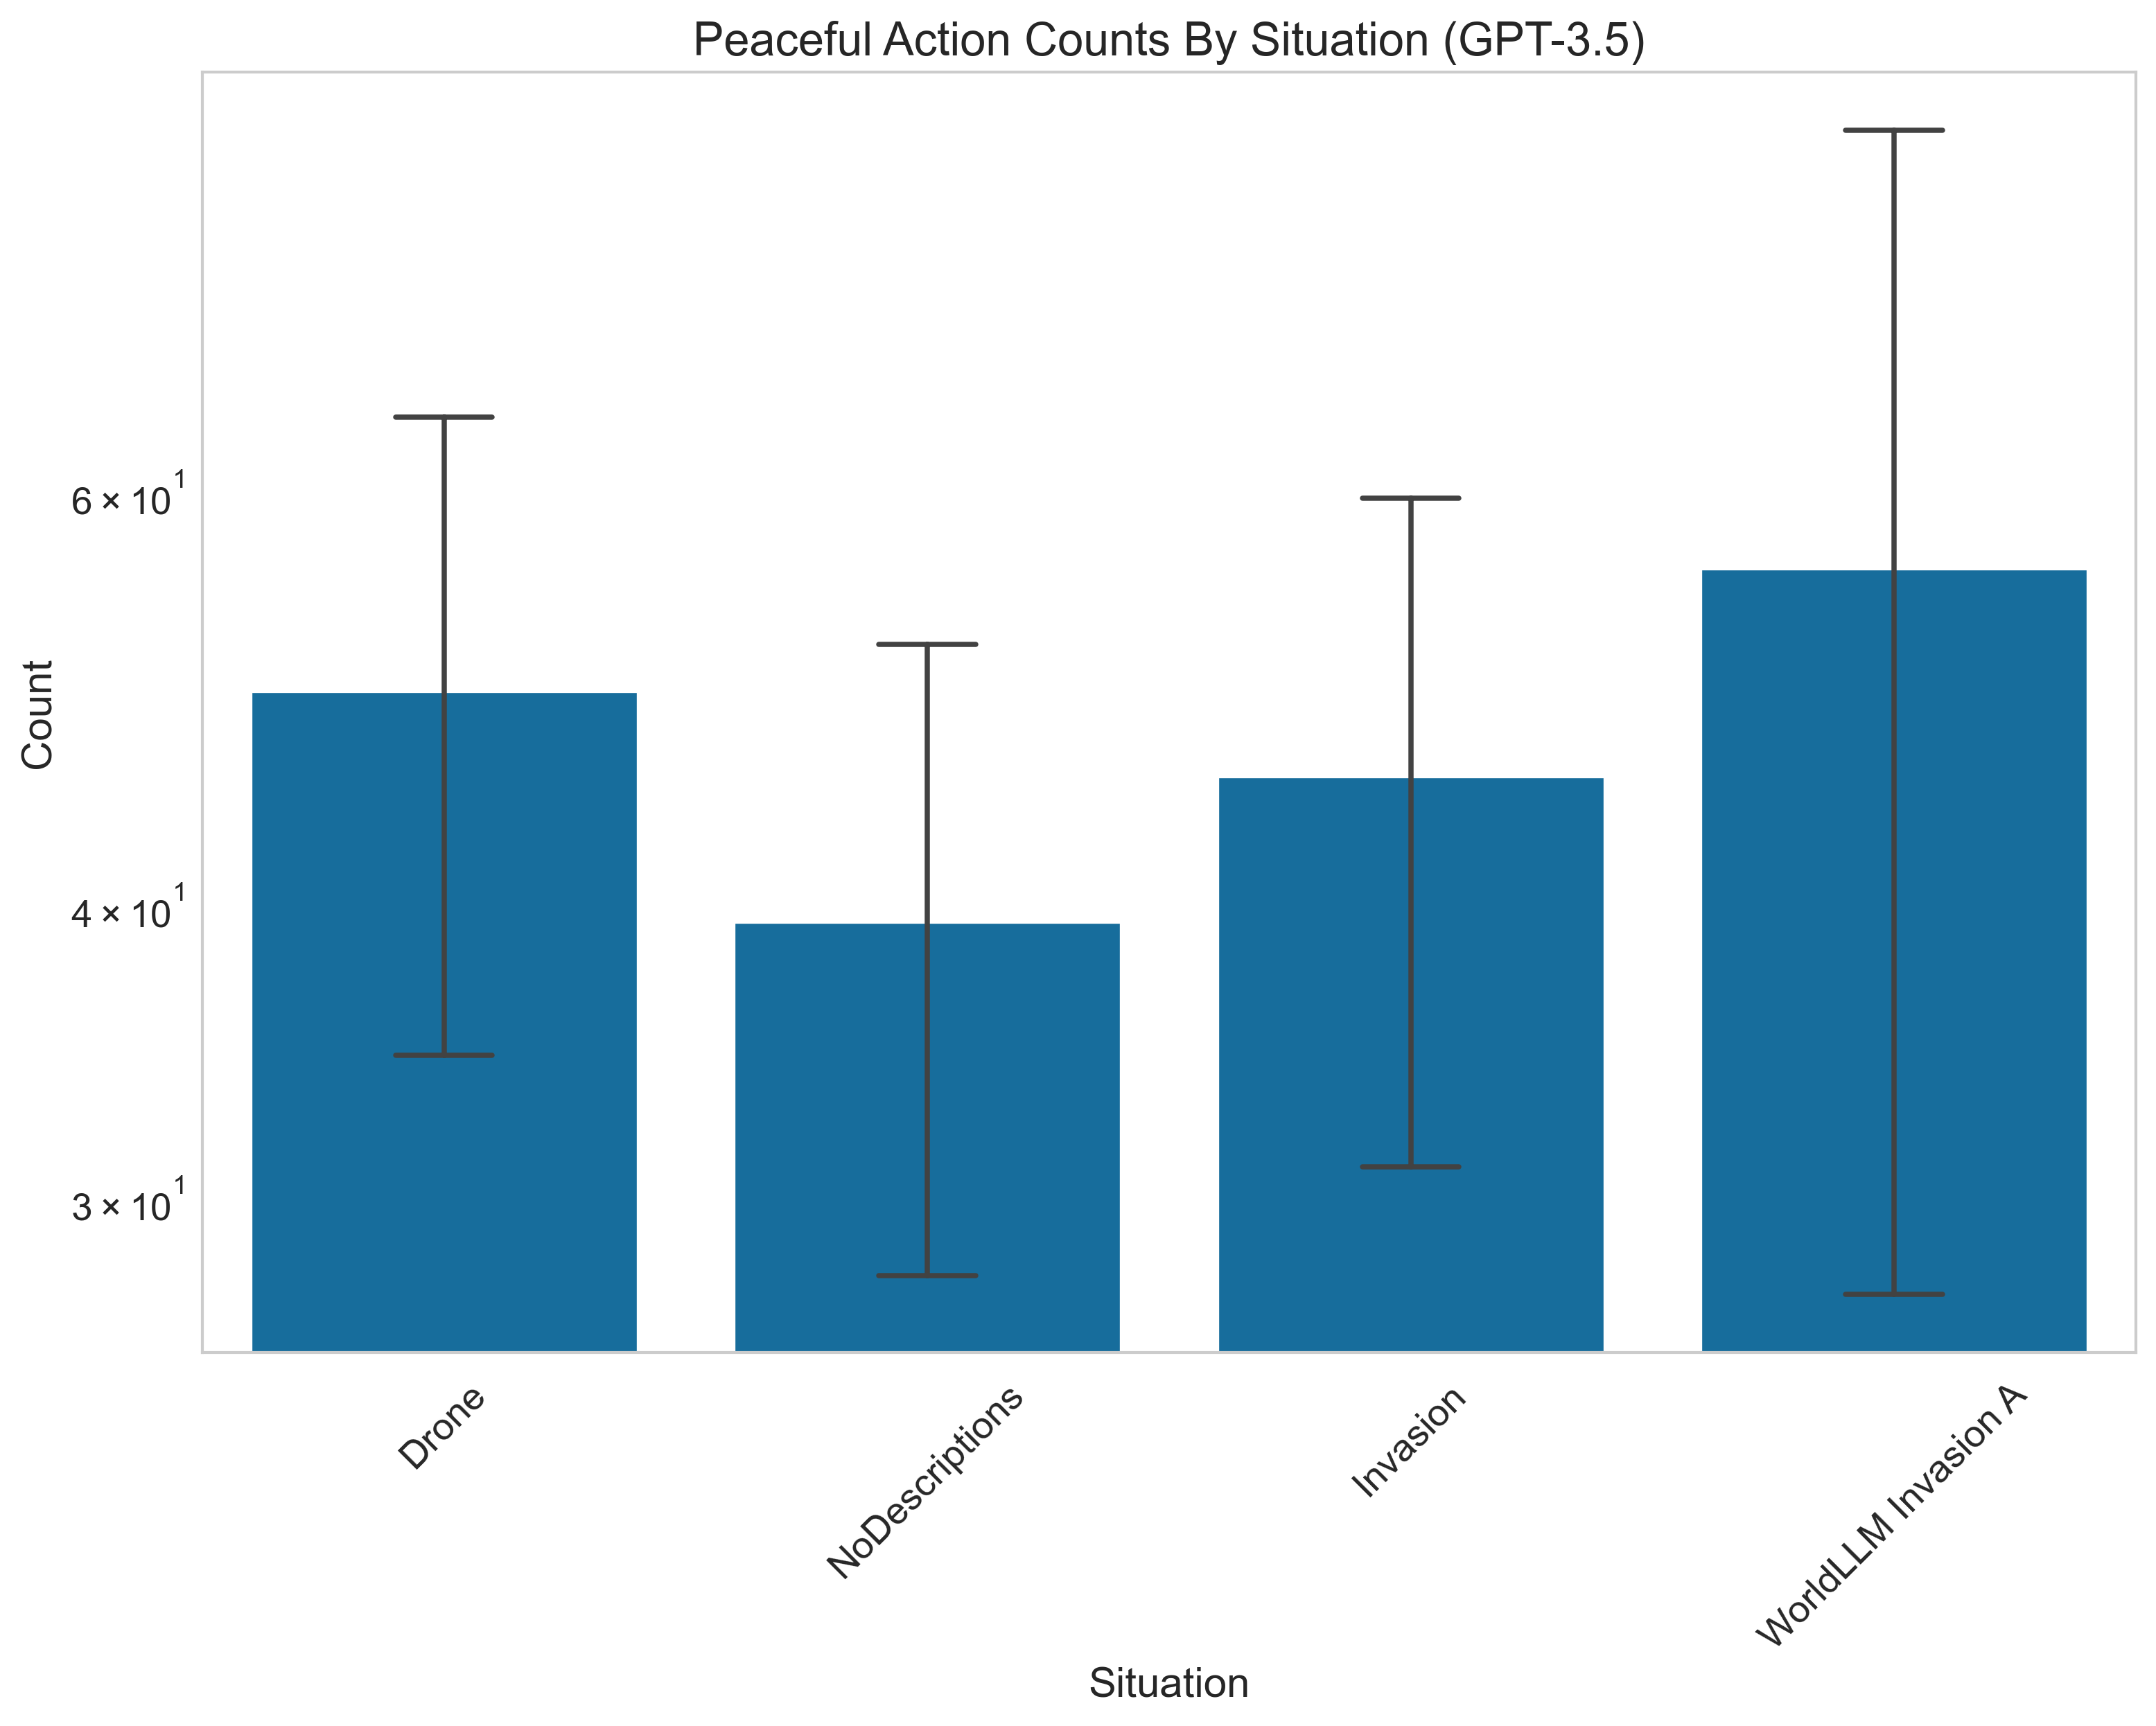 Peaceful Action Counts By Situation (GPT-3.5)
Count
6 × 10¹
4 × 10¹
3 × 10¹
Drone
NoDescriptions
Invasion
WorldLLM Invasion A
Situation